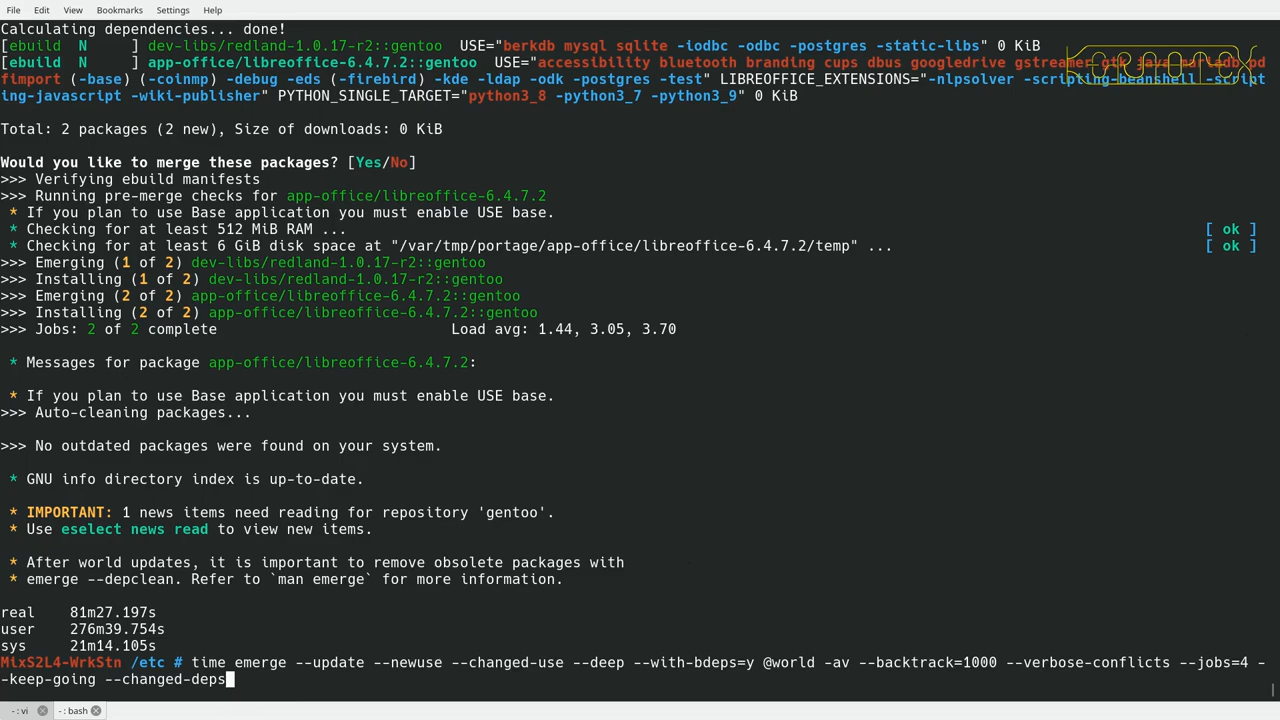 File Edit View Bookmarks Settings Help
Calculating dependencies... done!
[ebuild  N     ] dev-libs/redland-1.0.17-r2::gentoo  USE="berkdb mysql sqlite -iodbc -odbc -postgres -static-libs" 0 KiB
[ebuild  N     ] app-office/libreoffice-6.4.7.2::gentoo  USE="accessibility bluetooth branding cups dbus googledrive gstreamer gtk java mariadb pd
fimport (-base) (-coinmp) -debug -eds (-firebird) -kde -ldap -odk -postgres -test" LIBREOFFICE_EXTENSIONS="-nlpsolver -scripting-beanshell -script
ing-javascript -wiki-publisher" PYTHON_SINGLE_TARGET="python3_8 -python3_7 -python3_9" 0 KiB
Total: 2 packages (2 new), Size of downloads: 0 KiB
Would you like to merge these packages? [Yes/No]
>>> Verifying ebuild manifests
>>> Running pre-merge checks for app-office/libreoffice-6.4.7.2
* If you plan to use Base application you must enable USE base.
* Checking for at least 512 MiB RAM ... [ ok ]
* Checking for at least 6 GiB disk space at "/var/tmp/portage/app-office/libreoffice-6.4.7.2/temp" ... [ ok ]
>>> Emerging (1 of 2) dev-libs/redland-1.0.17-r2::gentoo
>>> Installing (1 of 2) dev-libs/redland-1.0.17-r2::gentoo
>>> Emerging (2 of 2) app-office/libreoffice-6.4.7.2::gentoo
>>> Installing (2 of 2) app-office/libreoffice-6.4.7.2::gentoo
>>> Jobs: 2 of 2 complete Load avg: 1.44, 3.05, 3.70
* Messages for package app-office/libreoffice-6.4.7.2:
* If you plan to use Base application you must enable USE base.
>>> Auto-cleaning packages...
>>> No outdated packages were found on your system.
* GNU info directory index is up-to-date.
* IMPORTANT: 1 news items need reading for repository 'gentoo'.
* Use eselect news read to view new items.
* After world updates, it is important to remove obsolete packages with
* emerge --depclean. Refer to `man emerge` for more information.
real 81m27.197s
user 276m39.754s
sys 21m14.105s
MixS2L4-WrkStn /etc # time emerge --update --newuse --changed-use --deep --with-bdeps=y @world -av --backtrack=1000 --verbose-conflicts --jobs=4 -
-keep-going --changed-deps
- : vi - : bash